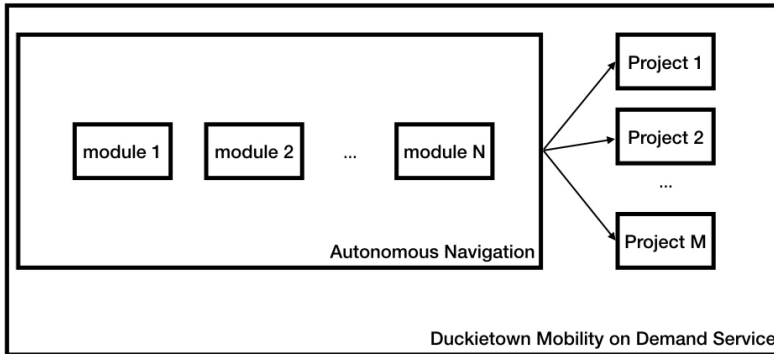 Project 1
module 1
module 2
...
module N
Project 2
...
Project M
Autonomous Navigation
Duckietown Mobility on Demand Service